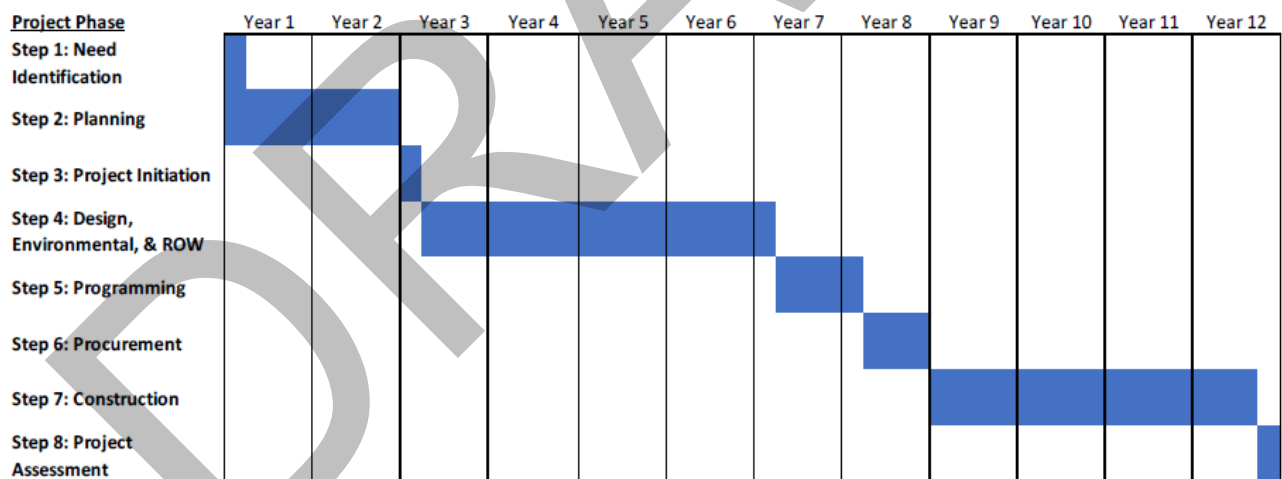 Project Phase Year 1 Year 2 Year 3 Year 4 Year 5 Year 6 Year 7 Year 8 Year 9 Year 10 Year 11 Year 12
Step 1: Need
Identification
Step 2: Planning
Step 3: Project Initiation
Step 4: Design,
Environmental, & ROW
Step 5: Programming
Step 6: Procurement
Step 7: Construction
Step 8: Project
Assessment
DRA